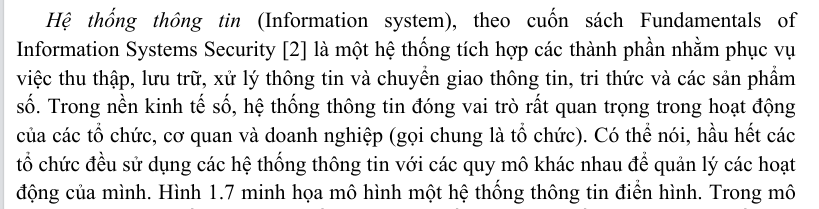 Hệ thống thông tin (Information system), theo cuốn sách Fundamentals of
Information Systems Security [2] là một hệ thống tích hợp các thành phần nhằm phục vụ
việc thu thập, lưu trữ, xử lý thông tin và chuyển giao thông tin, tri thức và các sản phẩm
số. Trong nền kinh tế số, hệ thống thông tin đóng vai trò rất quan trọng trong hoạt động
của các tổ chức, cơ quan và doanh nghiệp (gọi chung là tổ chức). Có thể nói, hầu hết các
tổ chức đều sử dụng các hệ thống thông tin với các quy mô khác nhau để quản lý các hoạt
động của mình. Hình 1.7 minh họa mô hình một hệ thống thông tin điển hình. Trong mô